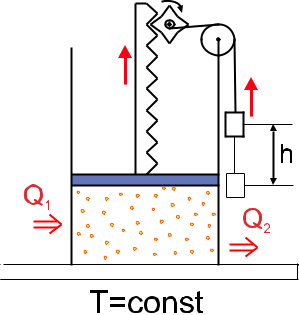 h
Q₁
Q₂
T=const